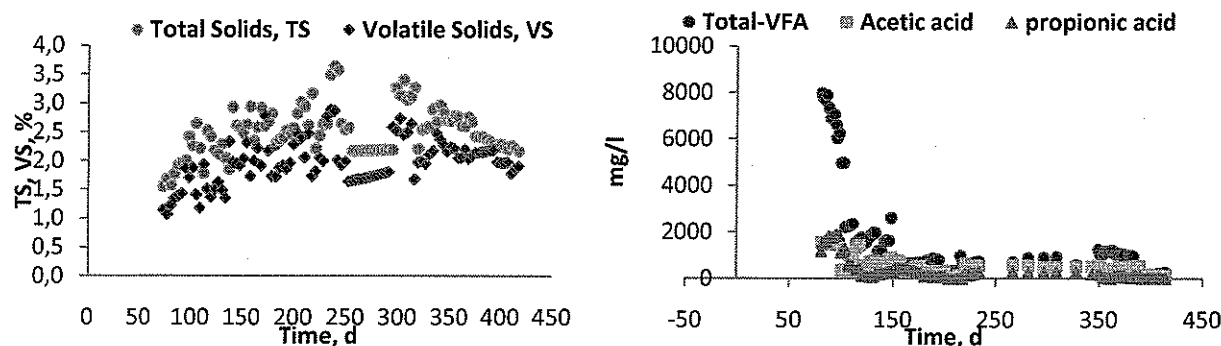 Total Solids, TS Volatile Solids, VS
4,0
3,5
3,0
2,5
2,0
1,5
1,0
0,5
0,0
TS, VS, %
0 50 100 150 200 250 300 350 400 450
Time, d
Total-VFA Acetic acid propionic acid
10000
8000
6000
4000
2000
0
mg/l
-50 50 150 250 350 450
Time, d